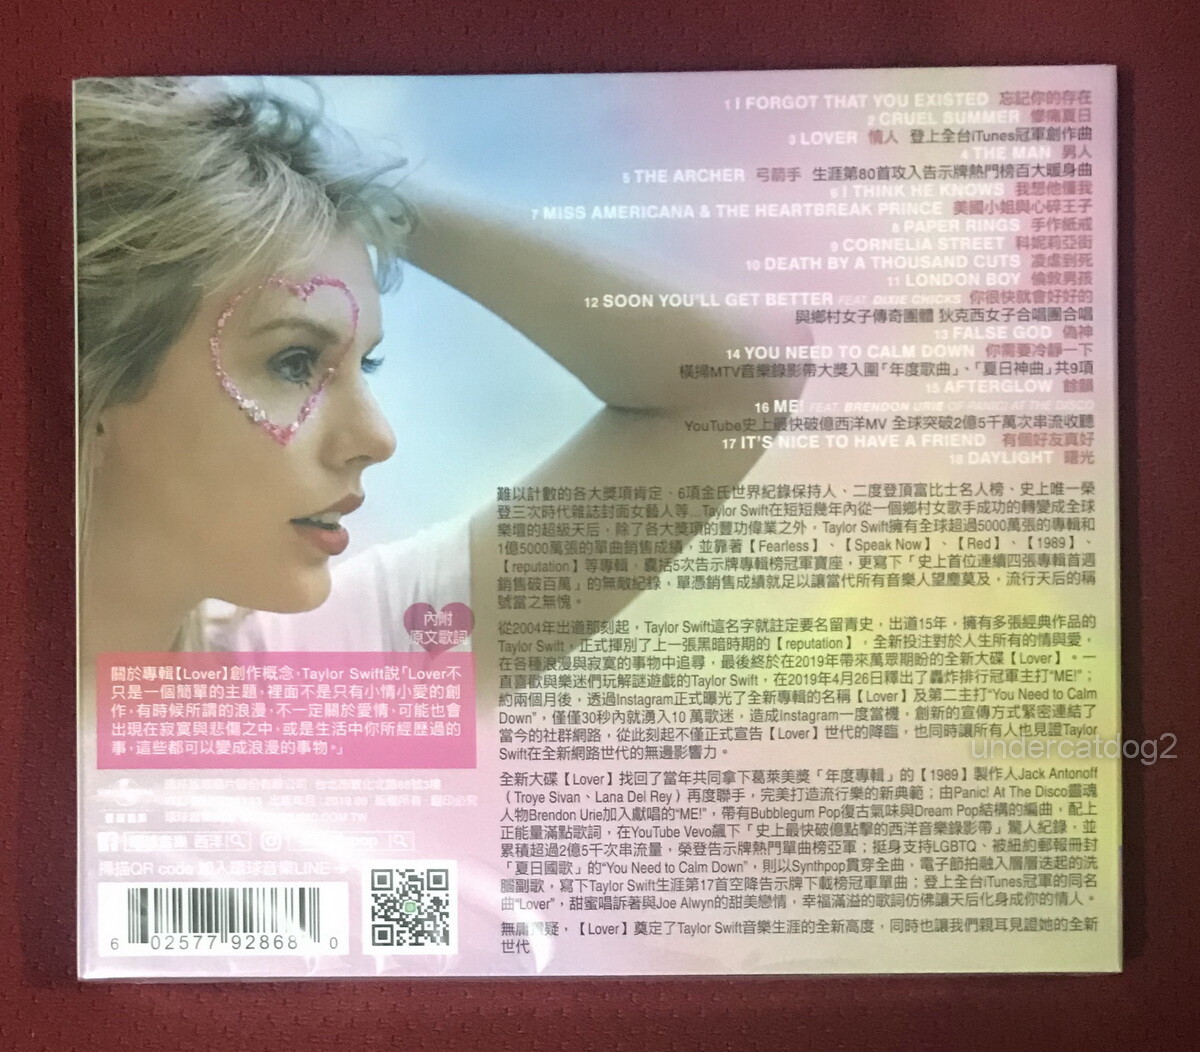 1 I FORGOT THAT YOU EXISTED 忘記你的存在
2 CRUEL SUMMER 慘痛夏日
3 LOVER 情人 登上全台iTunes冠軍創作曲
4 THE MAN 男人
5 THE ARCHER 弓箭手 生涯第80首攻入告示牌熱門榜百大暖身曲
6 I THINK HE KNOWS 我想他懂我
7 MISS AMERICANA & THE HEARTBREAK PRINCE 美國小姐與心碎王子
8 PAPER RINGS 手作紙戒
9 CORNELIA STREET 科妮莉亞街
10 DEATH BY A THOUSAND CUTS 凌虐到死
11 LONDON BOY 倫敦男孩
12 SOON YOU'LL GET BETTER FEAT. DIXIE CHICKS 你很快就會好好的
與鄉村女子傳奇團體 狄克西女子合唱團合唱
13 FALSE GOD 偽神
14 YOU NEED TO CALM DOWN 你需要冷靜一下
橫掃MTV音樂錄影帶大獎入圍「年度歌曲」、「夏日神曲」共9項
15 AFTERGLOW 餘韻
16 ME! FEAT. BRENDON URIE OF PANIC! AT THE DISCO
YouTube史上最快破億西洋MV 全球突破2億5千萬次串流收聽
17 IT'S NICE TO HAVE A FRIEND 有個好友真好
18 DAYLIGHT 曙光
難以計數的各大獎項肯定、6項金氏世界紀錄保持人、二度登頂富比士名人榜、史上唯一榮
登三次時代雜誌封面女藝人等...Taylor Swift在短短幾年內從一個鄉村女歌手成功的轉變成全球
樂壇的超級天后，除了各大獎項的豐功偉業之外，Taylor Swift擁有全球超過5000萬張的專輯和
1億5000萬張的單曲銷售成績，並靠著【Fearless】、【Speak Now】、【Red】、【1989】、
【reputation】等專輯，囊括5次告示牌專輯榜冠軍寶座，更寫下「史上首位連續四張專輯首週
銷售破百萬」的無敵紀錄，單憑銷售成績就足以讓當代所有音樂人望塵莫及，流行天后的稱
號當之無愧。
從2004年出道那刻起，Taylor Swift這名字就註定要名留青史，出道15年，擁有多張經典作品的
Taylor Swift，正式揮別了上一張黑暗時期的【reputation】，全新投注對於人生所有的情與愛，
在各種浪漫與寂寞的事物中追尋，最後終於在2019年帶來萬眾期盼的全新大碟【Lover】。一
直喜歡與樂迷們玩解謎遊戲的Taylor Swift，在2019年4月26日釋出了轟炸排行冠軍主打"ME!"；
約兩個月後，透過Instagram正式曝光了全新專輯的名稱【Lover】及第二主打"You Need to Calm
Down"，僅僅30秒內就湧入10萬歌迷，造成Instagram一度當機，創新的宣傳方式緊密連結了
當今的社群網路，從此刻起不僅正式宣告【Lover】世代的降臨，也同時讓所有人也見證Taylor
Swift在全新網路世代的無邊影響力。
全新大碟【Lover】找回了當年共同拿下葛萊美獎「年度專輯」的【1989】製作人Jack Antonoff
（Troye Sivan、Lana Del Rey）再度聯手，完美打造流行樂的新典範；由Panic! At The Disco靈魂
人物Brendon Urie加入獻唱的"ME!"，帶有Bubblegum Pop復古氣味與Dream Pop結構的編曲，配上
正能量滿點歌詞，在YouTube Vevo飆下「史上最快破億點擊的西洋音樂錄影帶」驚人紀錄，並
累積超過2億5千次串流量，榮登告示牌熱門單曲榜亞軍；挺身支持LGBTQ、被紐約郵報冊封
「夏日國歌」的"You Need to Calm Down"，則以Synthpop貫穿全曲，電子節拍融入層層迭起的洗
腦副歌，寫下Taylor Swift生涯第17首空降告示牌下載榜冠軍單曲；登上全台iTunes冠軍的同名
曲"Lover"，甜蜜唱訴著與Joe Alwyn的甜美戀情，幸福滿溢的歌詞仿佛讓天后化身成你的情人。
無庸 疑，【Lover】奠定了Taylor Swift音樂生涯的全新高度，同時也讓我們親耳見證她的全新
世代
內附
原文歌詞
關於專輯【Lover】創作概念，Taylor Swift說「Lover不
只是一個簡單的主題，裡面不是只有小情小愛的創
作，有時候所謂的浪漫，不一定關於愛情，可能也會
出現在寂寞與悲傷之中，或是生活中你所經歷過的
事，這些都可以變成浪漫的事物。」
環球音樂 西洋
掃描QR code 加入環球音樂LINE
6 02577 92868 0
undercatdog2